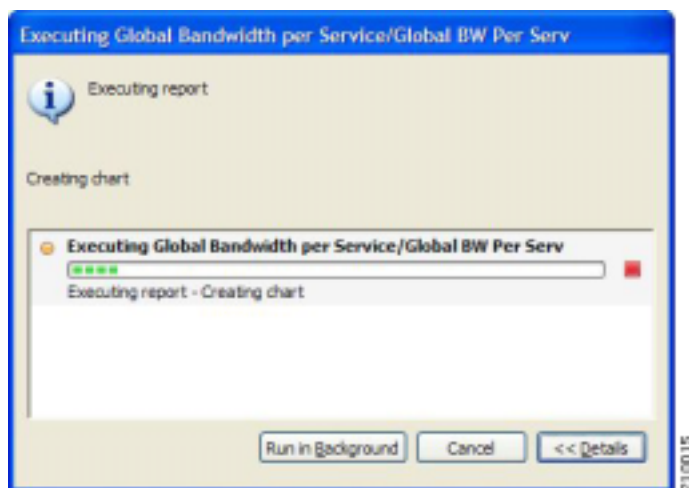 Executing Global Bandwidth per Service/Global BW Per Serv
Executing report
Creating chart
Executing Global Bandwidth per Service/Global BW Per Serv
Executing report - Creating chart
Run in Background
Cancel
<< Details
210015